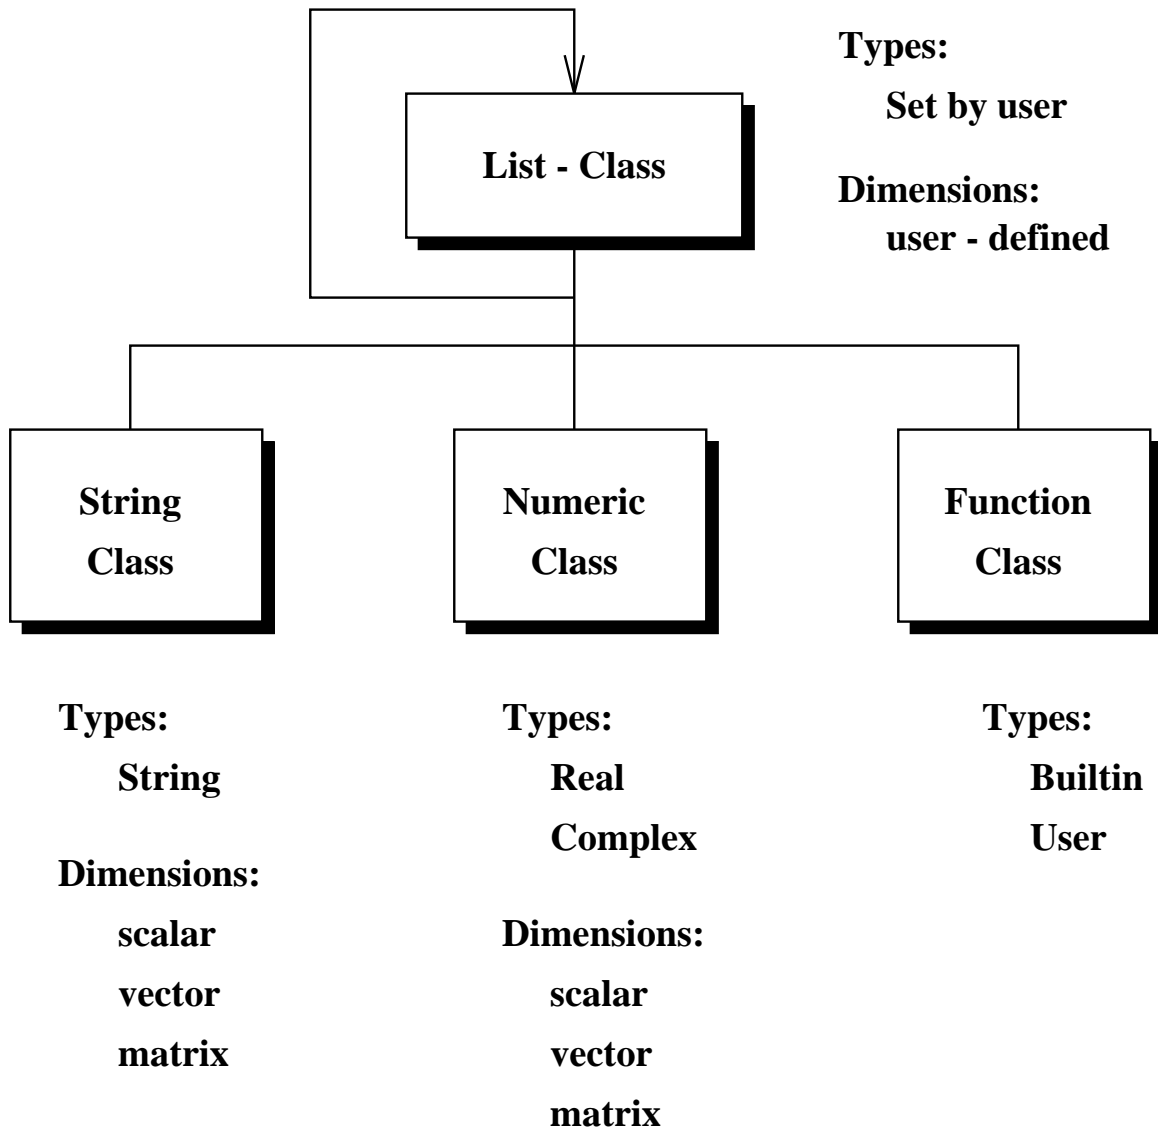 Types:
Set by user
List - Class
Dimensions:
user - defined
String
Class
Numeric
Class
Function
Class
Types:
String
Dimensions:
scalar
vector
matrix
Types:
Real
Complex
Dimensions:
scalar
vector
matrix
Types:
Builtin
User